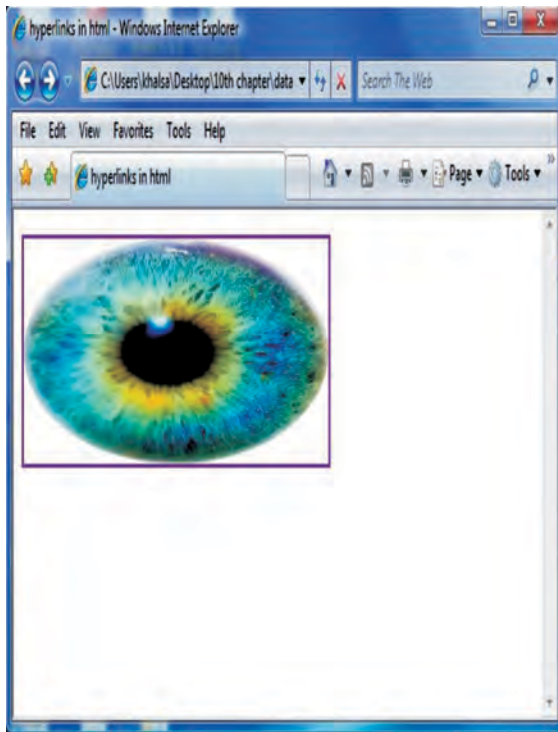 hyperlinks in html - Windows Internet Explorer
C:\Users\khalsa\Desktop\10th chapter\data
Search The Web
File Edit View Favorites Tools Help
hyperlinks in html
Page Tools